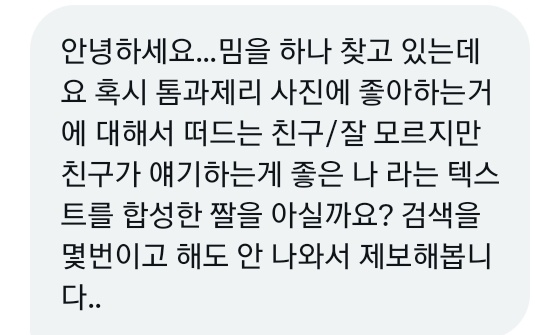 안녕하세요...밈을 하나 찾고 있는데
요 혹시 톰과제리 사진에 좋아하는거
에 대해서 떠드는 친구/잘 모르지만
친구가 얘기하는게 좋은 나 라는 텍스
트를 합성한 짤을 아실까요? 검색을
몇번이고 해도 안 나와서 제보해봅니
다..